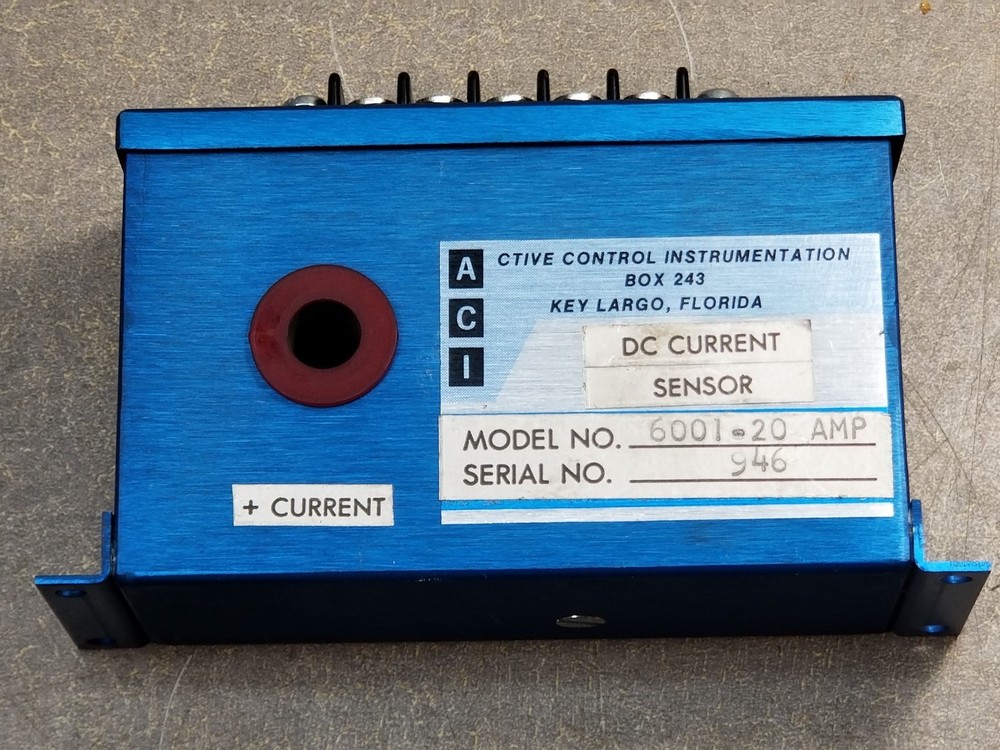 ACTIVE CONTROL INSTRUMENTATION
BOX 243
KEY LARGO, FLORIDA
C
I
DC CURRENT
SENSOR
MODEL NO. 6001-20 AMP
SERIAL NO. 946
+ CURRENT